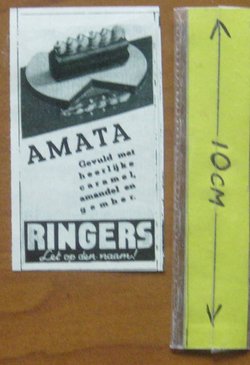 AMATA
Gevuld met
heerlijke
caramel,
amandel en
gember.
RINGERS
Let op den naam!
10CM